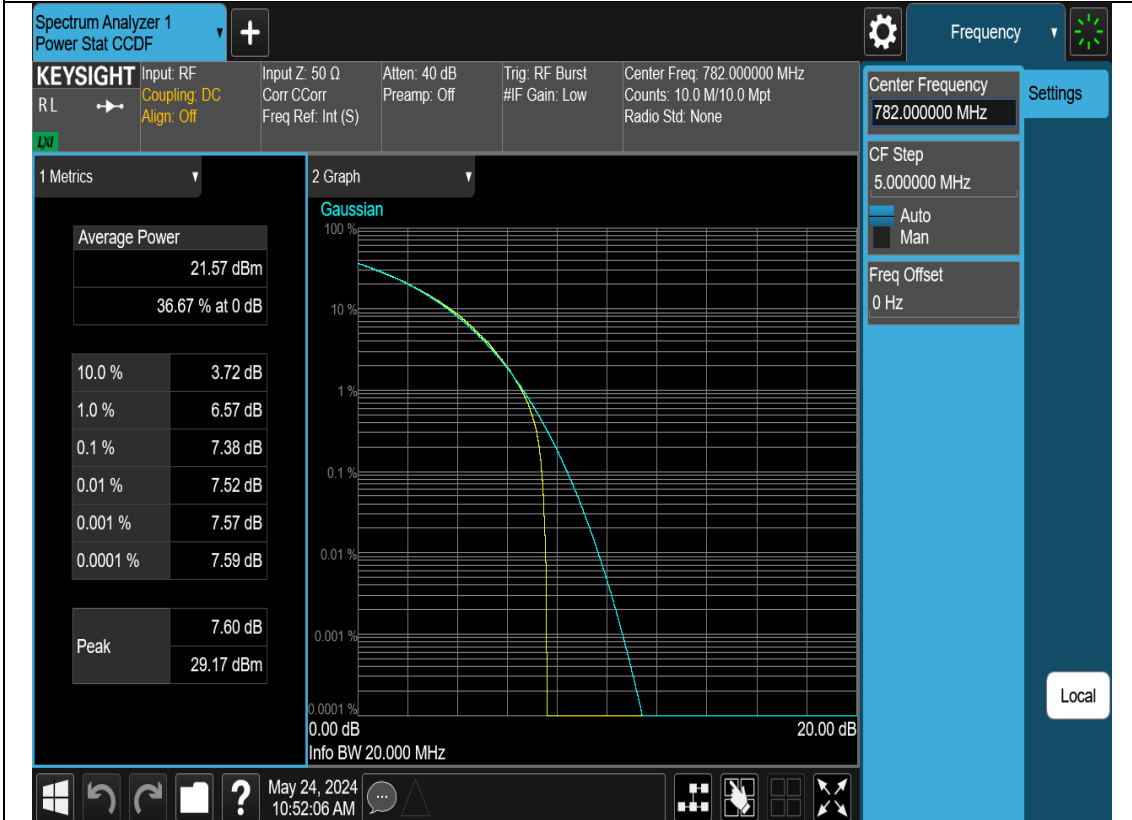 Spectrum Analyzer 1
Power Stat CCDF
Frequency
KEYSIGHT
RL
LXI
Input: RF
Coupling: DC
Align: Off
Input Z: 50 Ω
Corr CCorr
Freq Ref: Int (S)
Atten: 40 dB
Preamp: Off
Trig: RF Burst
#IF Gain: Low
Center Freq: 782.000000 MHz
Counts: 10.0 M/10.0 Mpt
Radio Std: None
Center Frequency
782.000000 MHz
Settings
CF Step
5.000000 MHz
Auto
Man
Freq Offset
0 Hz
Local
1 Metrics
Average Power
21.57 dBm
36.67 % at 0 dB
10.0 % 3.72 dB
1.0 % 6.57 dB
0.1 % 7.38 dB
0.01 % 7.52 dB
0.001 % 7.57 dB
0.0001 % 7.59 dB
Peak
7.60 dB
29.17 dBm
2 Graph
Gaussian
100 %
10 %
1 %
0.1 %
0.01 %
0.001 %
0.0001 %
0.00 dB 20.00 dB
Info BW 20.000 MHz
?
May 24, 2024
10:52:06 AM